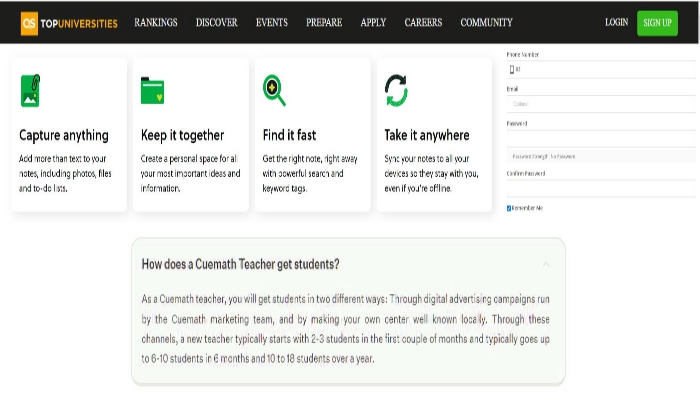 QS TOPUNIVERSITIES RANKINGS DISCOVER EVENTS PREPARE APPLY CAREERS COMMUNITY LOGIN SIGN UP
Capture anything
Add more than text to your
notes, including photos, files
and to-do lists.
Keep it together
Create a personal space for all
your most important ideas and
information.
Find it fast
Get the right note, right away
with powerful search and
keyword tags.
Take it anywhere
Sync your notes to all your
devices so they stay with you,
even if you're offline.
Phone Number
Email
Optional
Password
Password Strength: No Password
Confirm Password
Remember Me
How does a Cuemath Teacher get students?
As a Cuemath teacher, you will get students in two different ways: Through digital advertising campaigns run
by the Cuemath marketing team, and by making your own center well known locally. Through these
channels, a new teacher typically starts with 2-3 students in the first couple of months and typically goes up
to 6-10 students in 6 months and 10 to 18 students over a year.